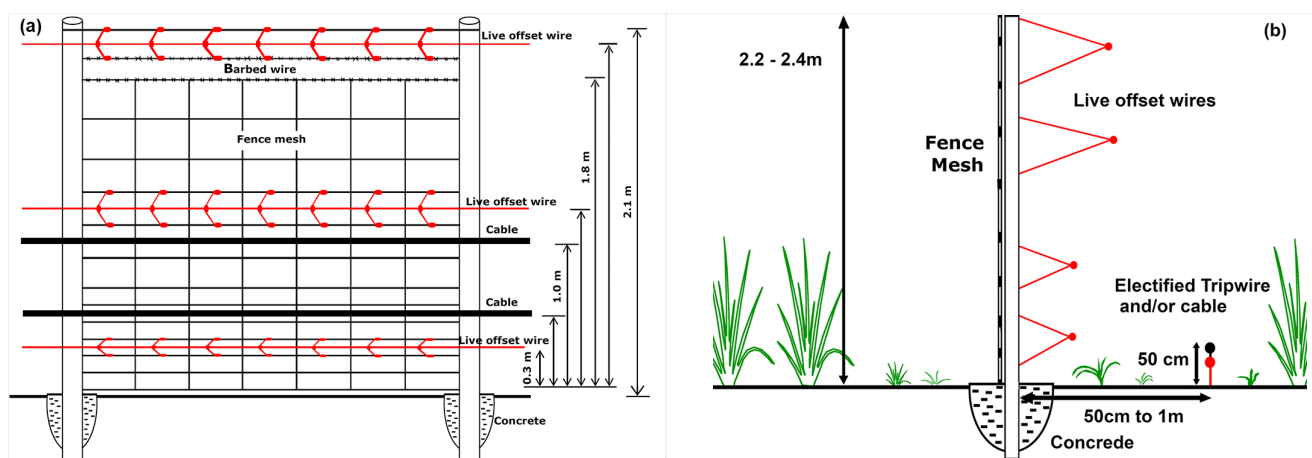 (a)
Live offset wire
Barbed wire
Fence mesh
1.8 m
2.1 m
Live offset wire
Cable
1.0 m
Cable
Live offset wire
0.3 m
Concrete
(b)
2.2 - 2.4m
Live offset wires
Fence
Mesh
Electified Tripwire
and/or cable
50 cm
50cm to 1m
Concrede